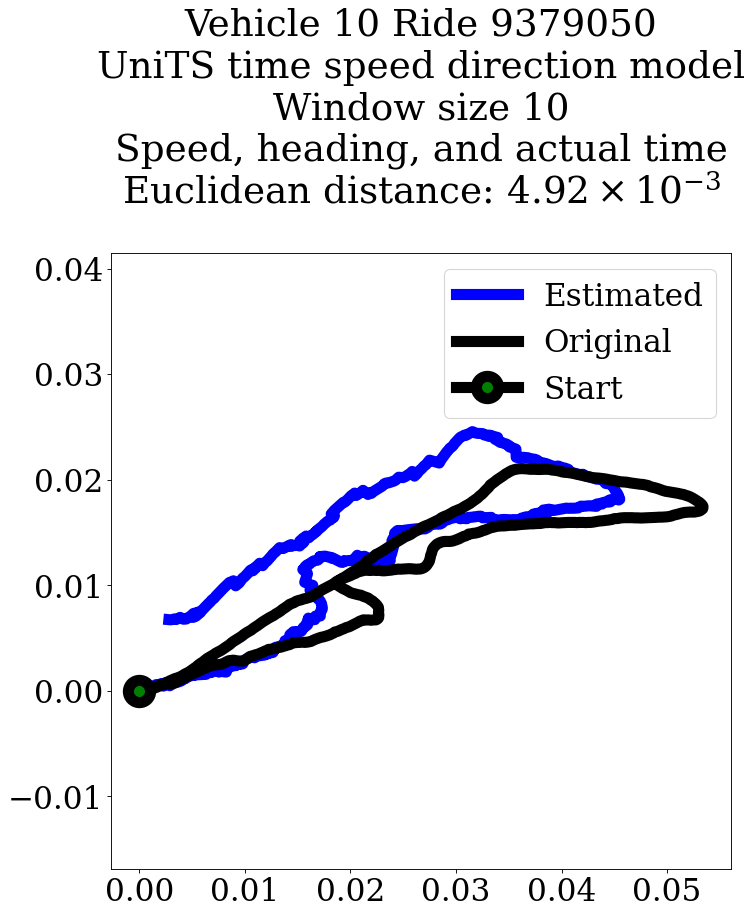 Vehicle 10 Ride 9379050
UniTS time speed direction model
Window size 10
Speed, heading, and actual time
Euclidean distance: 4.92 × 10⁻³
Estimated
Original
Start
0.04
0.03
0.02
0.01
0.00
−0.01
0.00 0.01 0.02 0.03 0.04 0.05